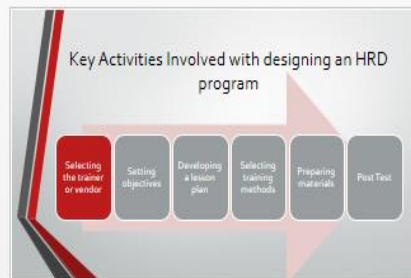 Key Activities Involved with designing an HRD
program
Selecting
the trainer
or vendor
Setting
objectives
Developing
a lesson
plan
Selecting
training
methods
Preparing
materials
Post Test